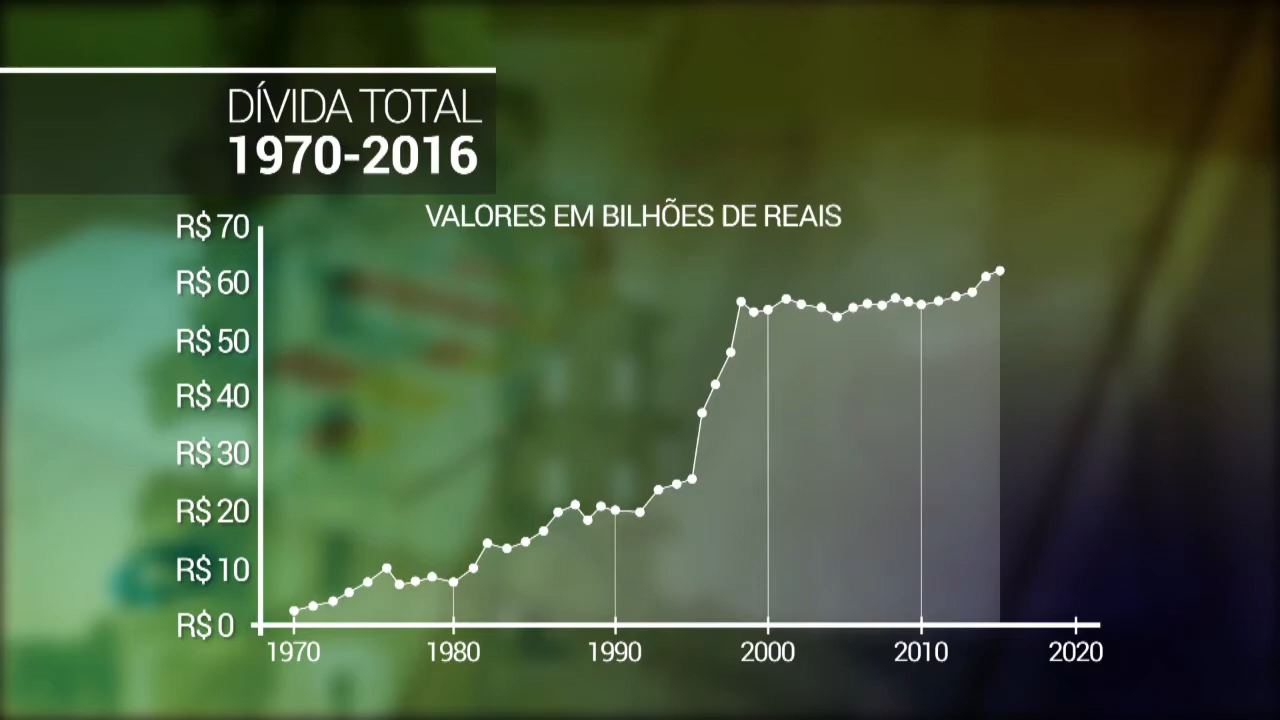 DÍVIDA TOTAL
1970-2016
VALORES EM BILHÕES DE REAIS
R$ 70
R$ 60
R$ 50
R$ 40
R$ 30
R$ 20
R$ 10
R$ 0
1970 1980 1990 2000 2010 2020